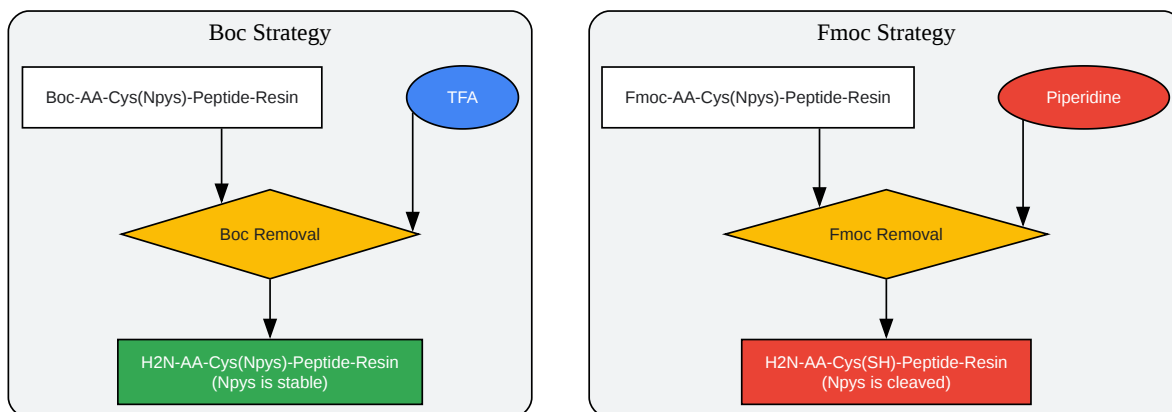 Boc Strategy
Boc-AA-Cys(Npys)-Peptide-Resin
TFA
Boc Removal
H2N-AA-Cys(Npys)-Peptide-Resin
(Npys is stable)
Fmoc Strategy
Fmoc-AA-Cys(Npys)-Peptide-Resin
Piperidine
Fmoc Removal
H2N-AA-Cys(SH)-Peptide-Resin
(Npys is cleaved)